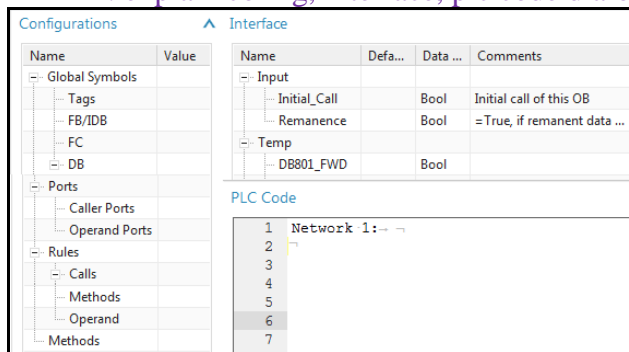 Configurations
Name Value
Global Symbols
Tags
FB/IDB
FC
DB
Ports
Caller Ports
Operand Ports
Rules
Calls
Methods
Operand
Methods
Interface
Name Defa... Data ... Comments
Input
Initial_Call Bool Initial call of this OB
Remanence Bool =True, if remanent data ...
Temp
DB801_FWD Bool
PLC Code
1 Network 1:
2
3
4
5
6
7